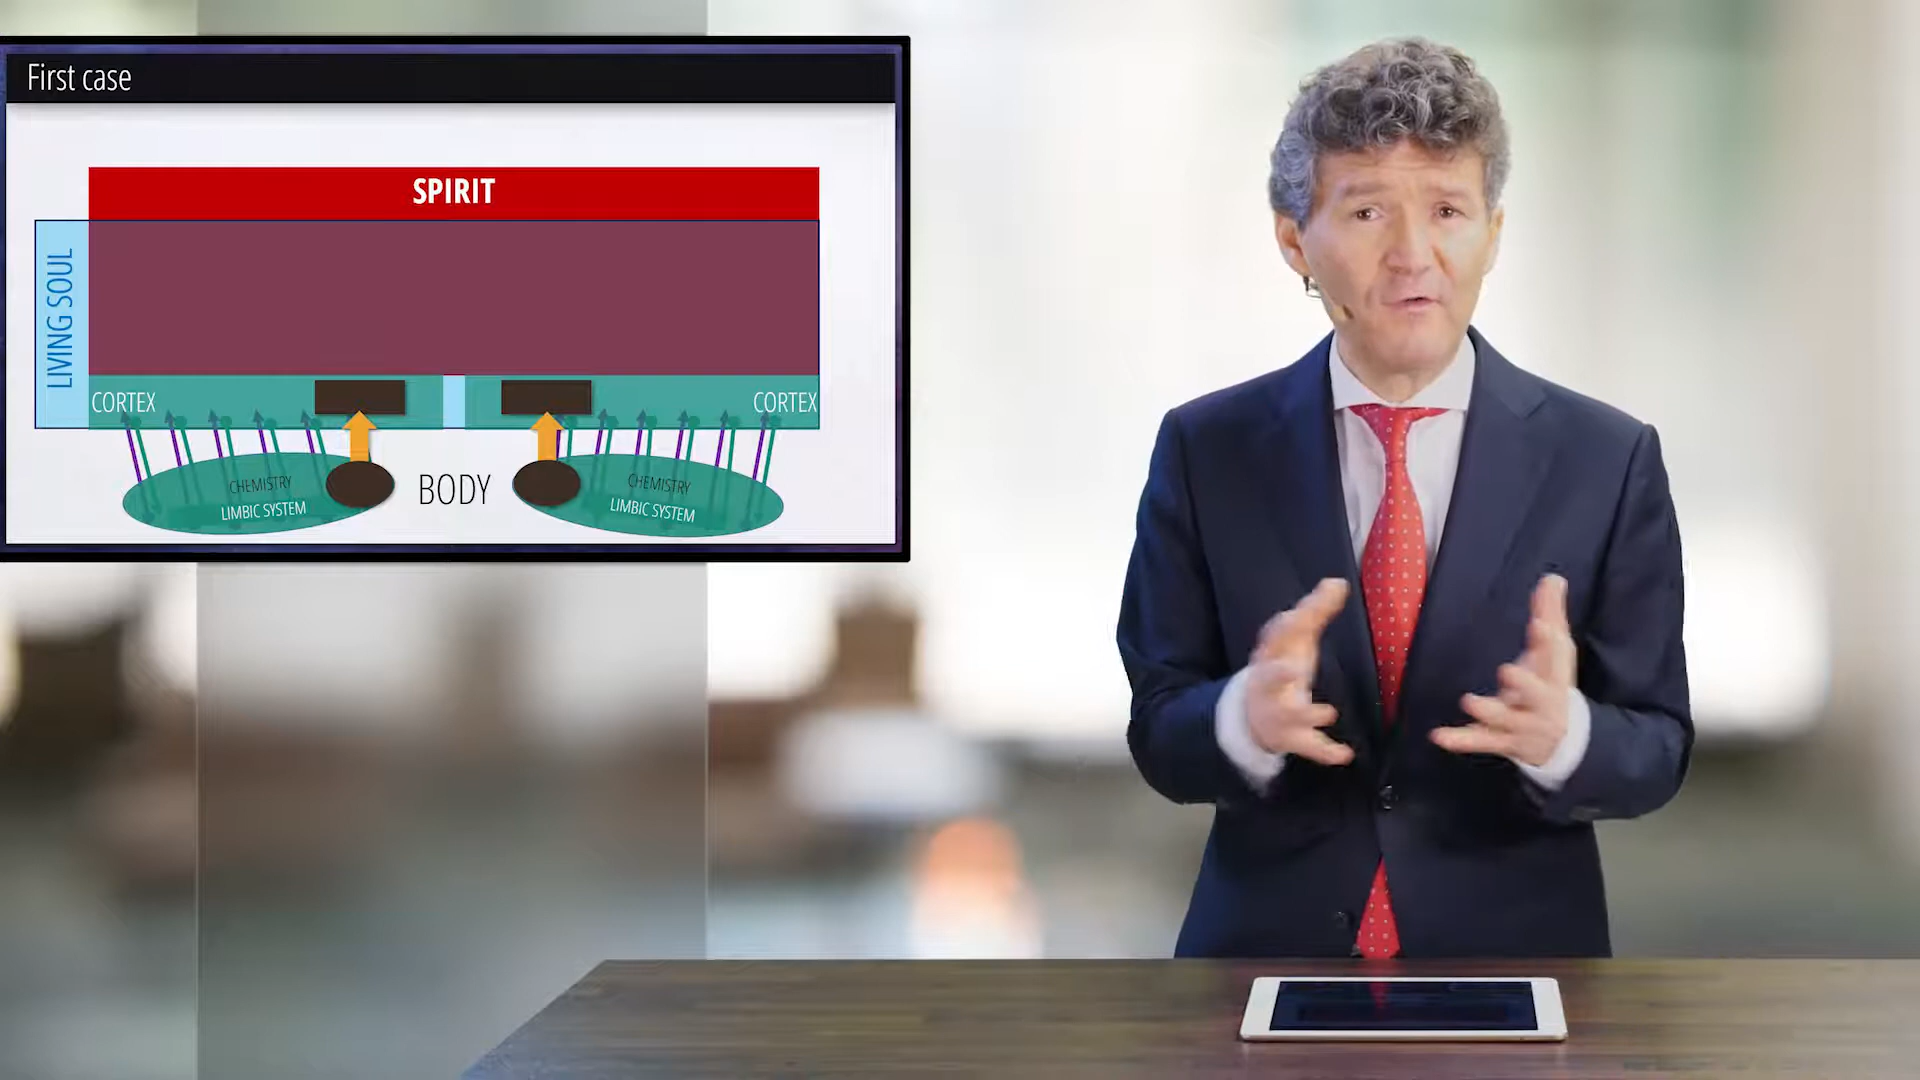 First case
SPIRIT
LIVING SOUL
CORTEX
CORTEX
CHEMISTRY
LIMBIC SYSTEM
BODY
CHEMISTRY
LIMBIC SYSTEM